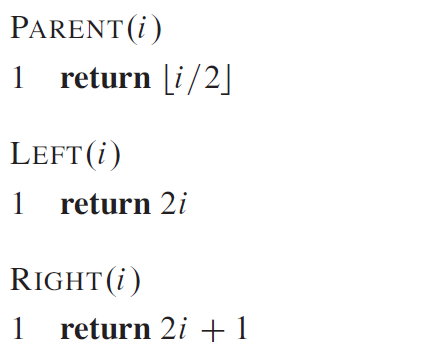 PARENT(i)
1 return ⌊i/2⌋
LEFT(i)
1 return 2i
RIGHT(i)
1 return 2i + 1